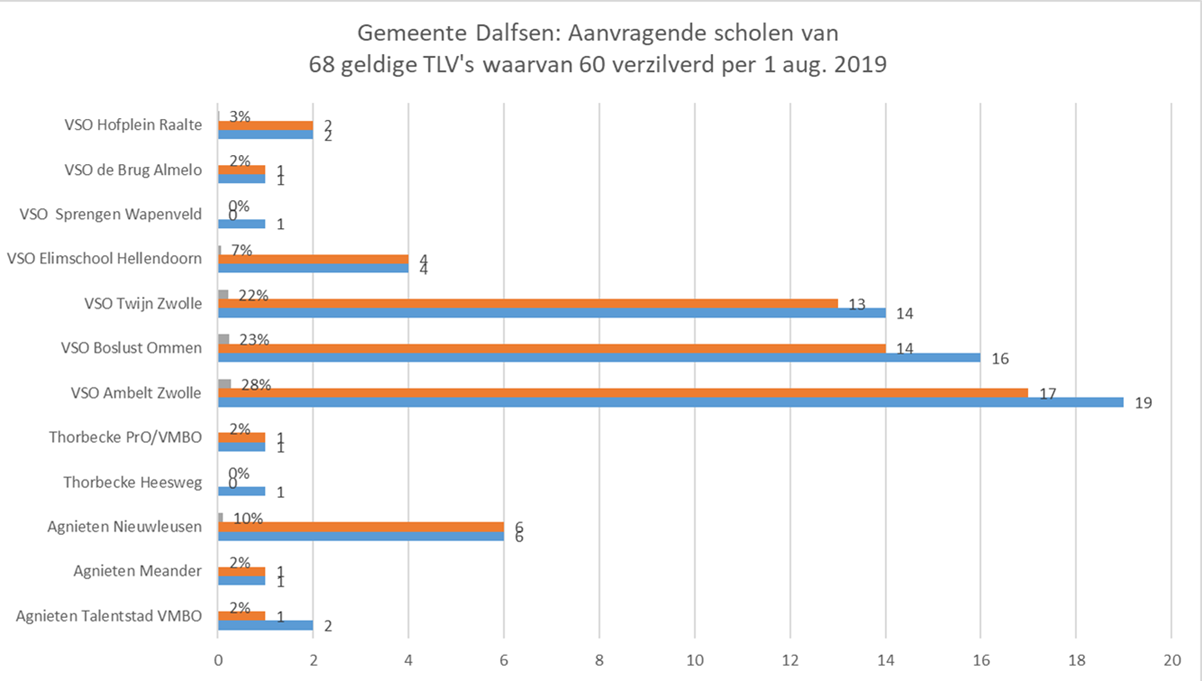 Gemeente Dalfsen: Aanvragende scholen van
68 geldige TLV's waarvan 60 verzilverd per 1 aug. 2019
VSO Hofplein Raalte 3% 2 2
VSO de Brug Almelo 2% 1 1
VSO Sprengen Wapenveld 0% 0 1
VSO Elimschool Hellendoorn 7% 4 4
VSO Twijn Zwolle 22% 13 14
VSO Boslust Ommen 23% 14 16
VSO Ambelt Zwolle 28% 17 19
Thorbecke PrO/VMBO 2% 1 1
Thorbecke Heesweg 0% 0 1
Agnieten Nieuwleusen 10% 6 6
Agnieten Meander 2% 1 1
Agnieten Talentstad VMBO 2% 1 2
0 2 4 6 8 10 12 14 16 18 20